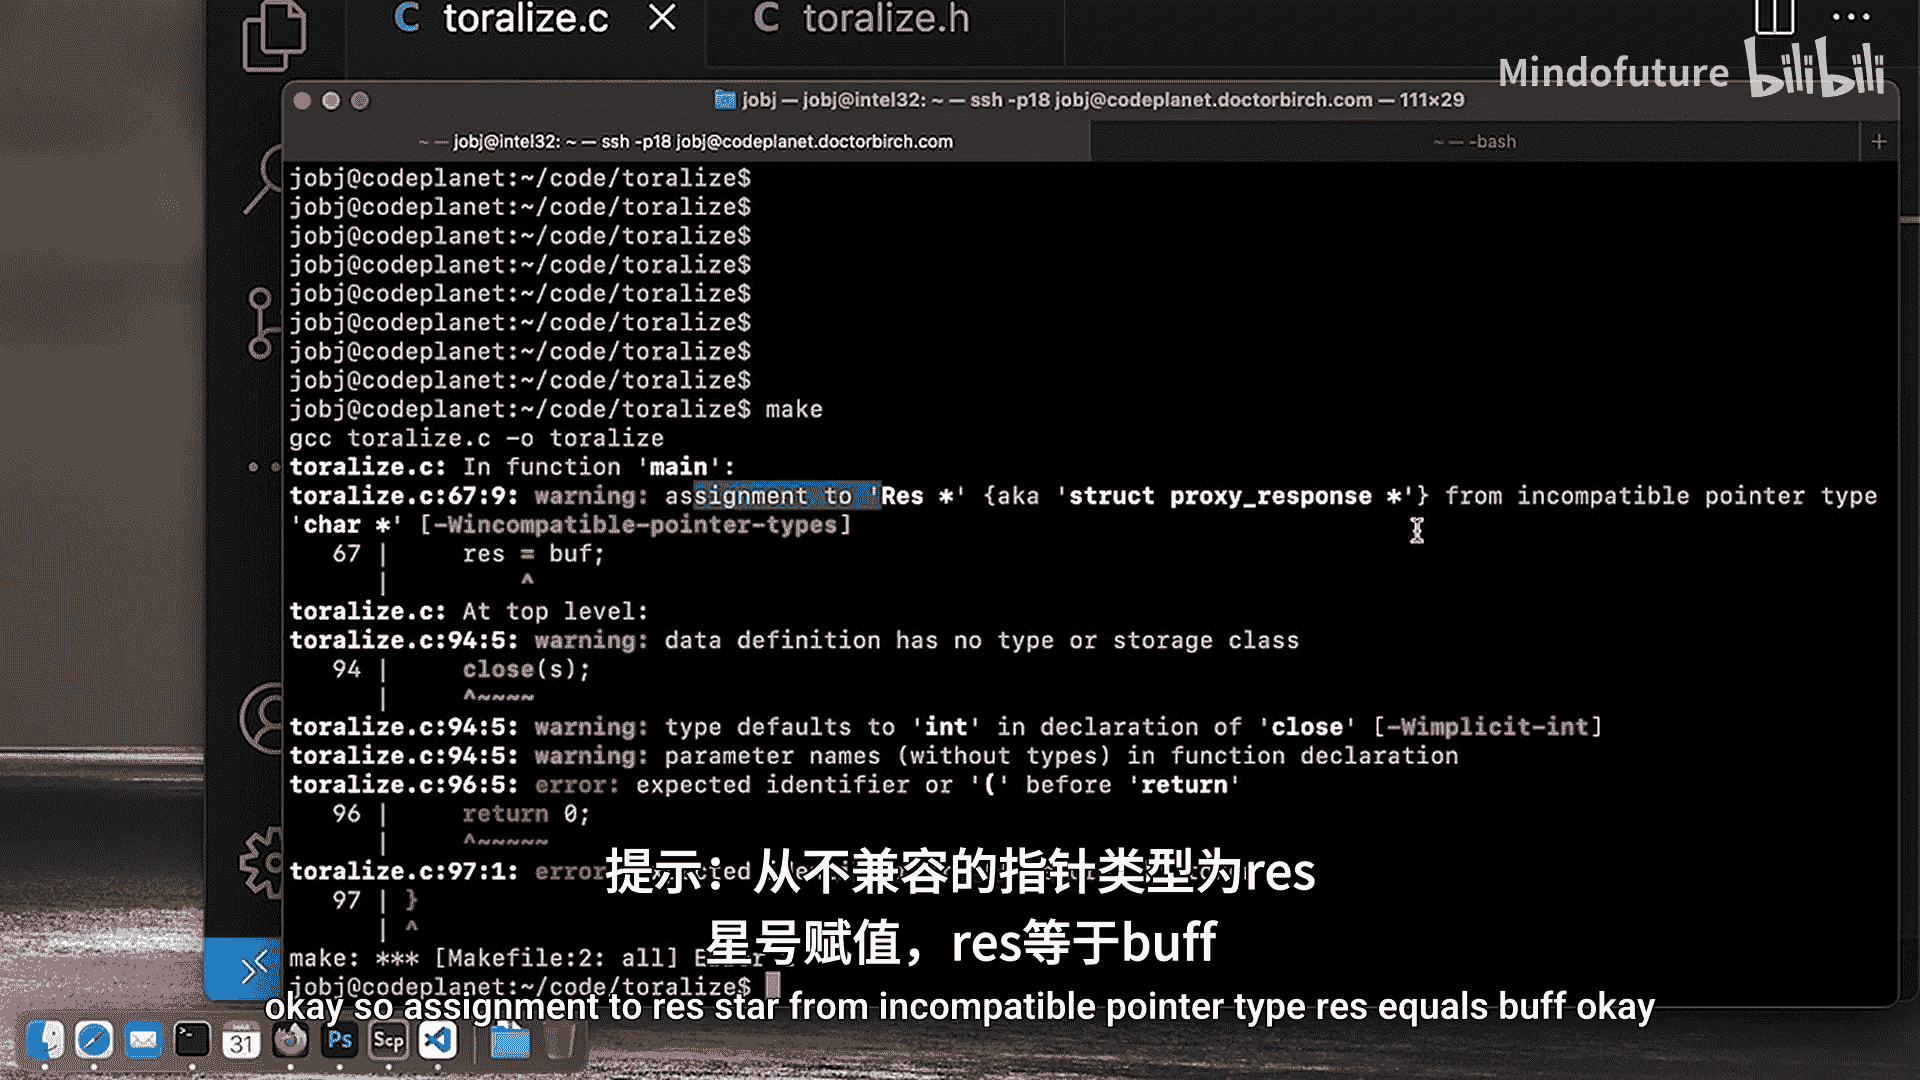 toralize.c
toralize.h
Mindofuture bilibili
jobj — jobj@intel32: ~ — ssh -p18 jobj@codeplanet.doctorbirch.com — 111×29
~ — jobj@intel32: ~ — ssh -p18 jobj@codeplanet.doctorbirch.com
~ — -bash
jobj@codeplanet:~/code/toralize$
jobj@codeplanet:~/code/toralize$
jobj@codeplanet:~/code/toralize$
jobj@codeplanet:~/code/toralize$
jobj@codeplanet:~/code/toralize$
jobj@codeplanet:~/code/toralize$
jobj@codeplanet:~/code/toralize$
jobj@codeplanet:~/code/toralize$
jobj@codeplanet:~/code/toralize$ make
gcc toralize.c -o toralize
toralize.c: In function 'main':
toralize.c:67:9: warning: assignment to 'Res *' {aka 'struct proxy_response *'} from incompatible pointer type
'char *' [-Wincompatible-pointer-types]
67 | res = buf;
| ^
toralize.c: At top level:
toralize.c:94:5: warning: data definition has no type or storage class
94 | close(s);
| ^~~~~
toralize.c:94:5: warning: type defaults to 'int' in declaration of 'close' [-Wimplicit-int]
toralize.c:94:5: warning: parameter names (without types) in function declaration
toralize.c:96:5: error: expected identifier or '(' before 'return'
96 | return 0;
| ^~~~~~
toralize.c:97:1:
97 | }
| ^
make: *** [Makefile:2: all]
jobj@codeplanet:~/code/toralize$
提示：从不兼容的指针类型为res
星号赋值，res等于buff
okay so assignment to res star from incompatible pointer type res equals buff okay
31
Ps
Scp